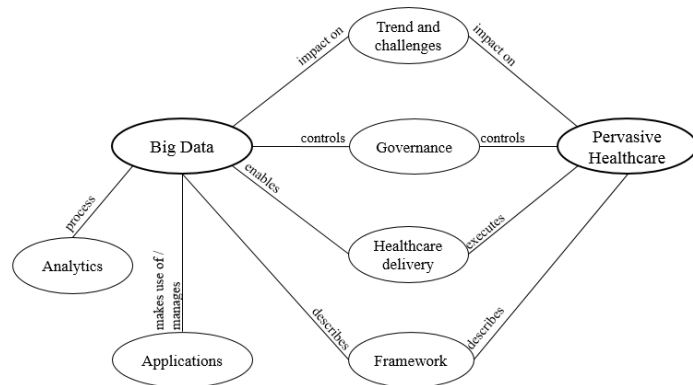 Trend and
challenges
impact on
impact on
Big Data
controls
Governance
controls
Pervasive
Healthcare
enables
process
Healthcare
delivery
executes
Analytics
makes use of /
manages
describes
describes
Applications
Framework